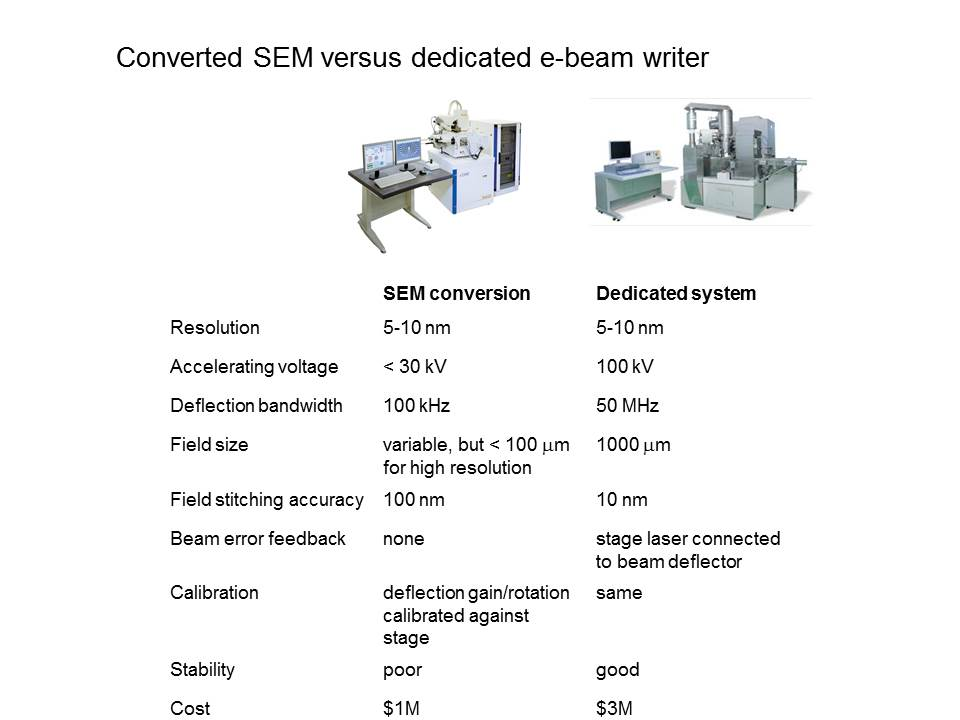 Converted SEM versus dedicated e-beam writer
SEM conversion Dedicated system
Resolution 5-10 nm 5-10 nm
Accelerating voltage < 30 kV 100 kV
Deflection bandwidth 100 kHz 50 MHz
Field size variable, but < 100 μm 1000 μm
for high resolution
Field stitching accuracy 100 nm 10 nm
Beam error feedback none stage laser connected
to beam deflector
Calibration deflection gain/rotation same
calibrated against
stage
Stability poor good
Cost $1M $3M